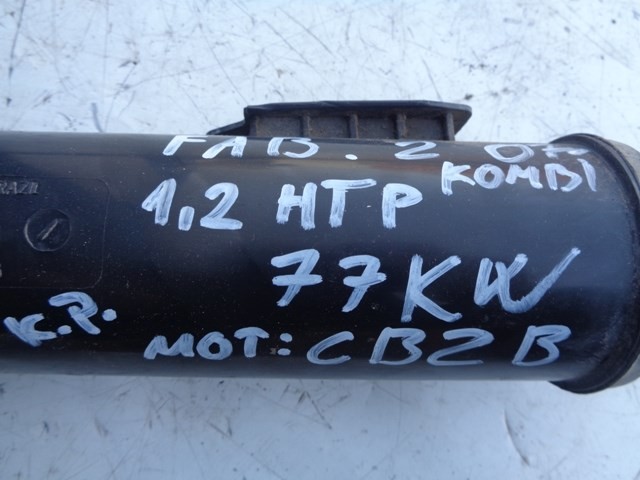 FAB. 2 07
KOMBI
1,2 HTP
77KW
K.P.
MOT: CBZB